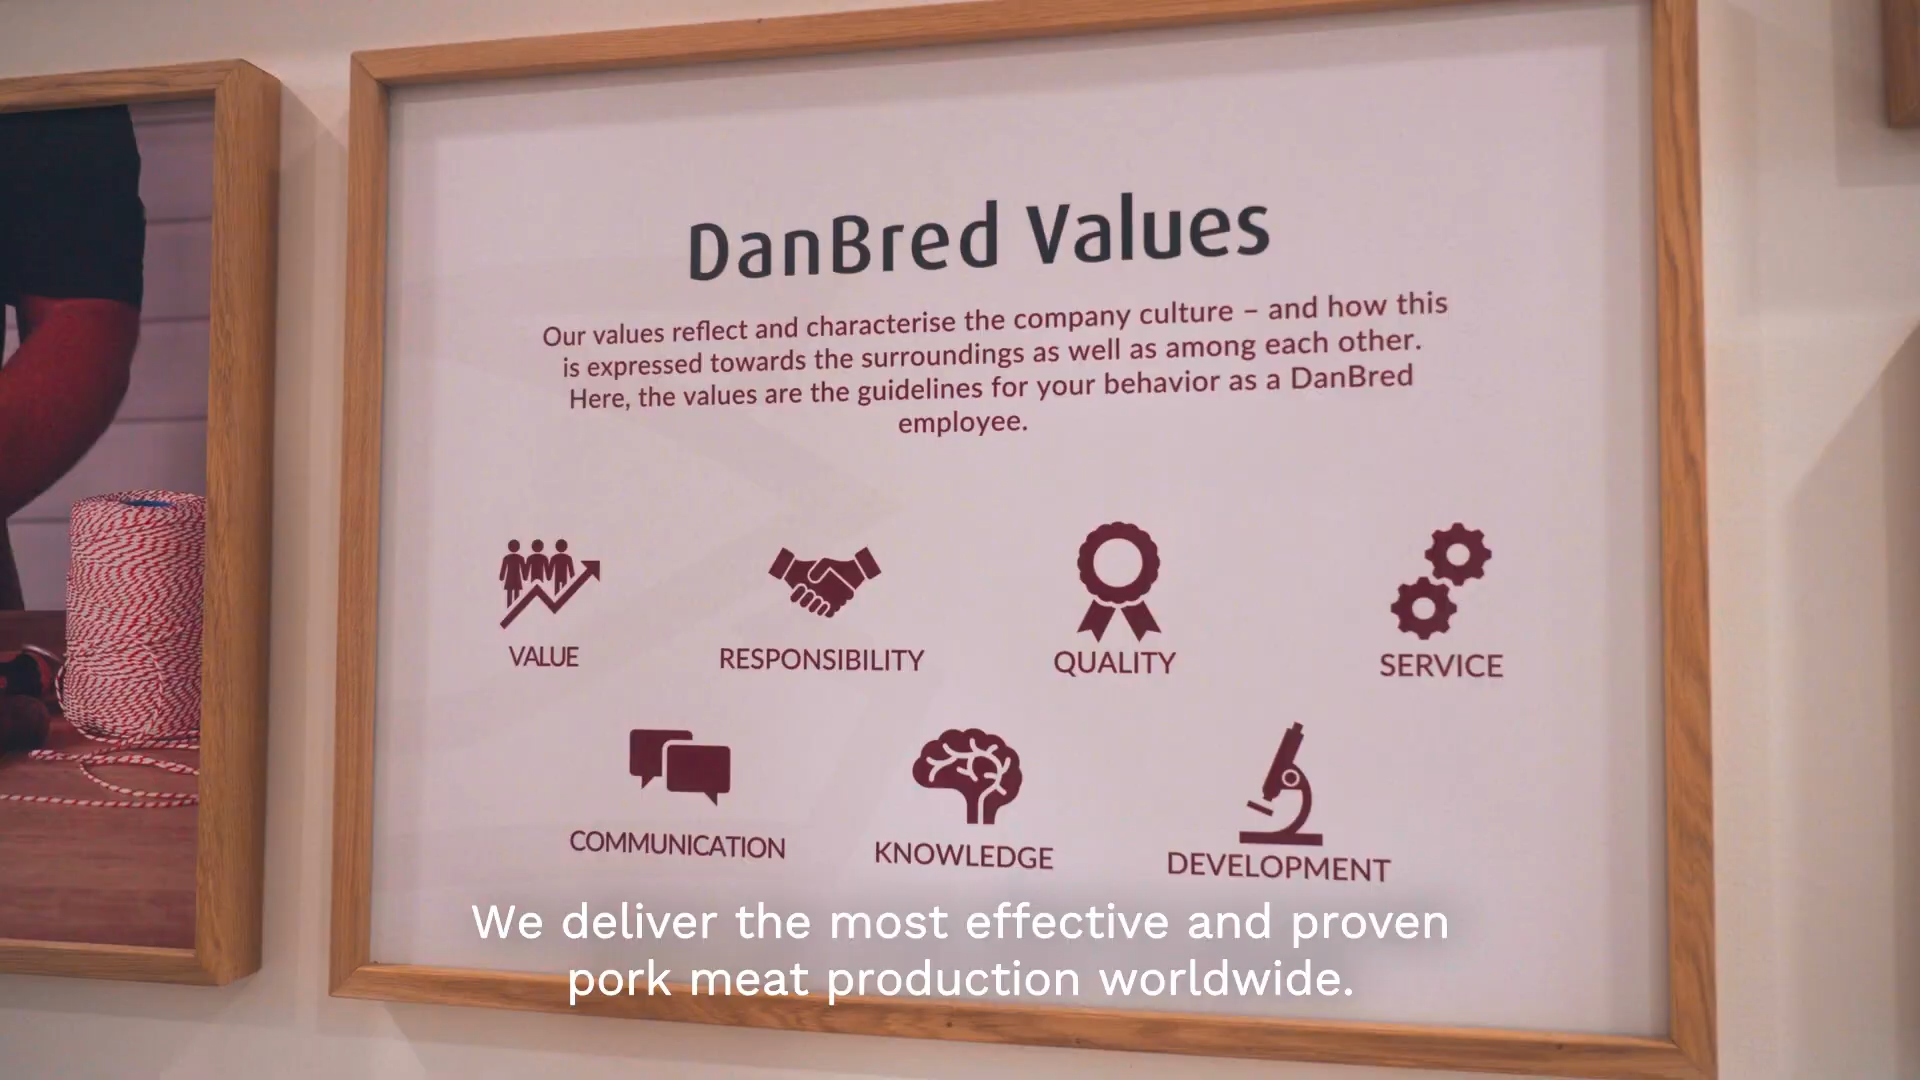 DanBred Values
Our values reflect and characterise the company culture – and how this
is expressed towards the surroundings as well as among each other.
Here, the values are the guidelines for your behavior as a DanBred
employee.
VALUE
RESPONSIBILITY
QUALITY
SERVICE
COMMUNICATION
KNOWLEDGE
DEVELOPMENT
We deliver the most effective and proven
pork meat production worldwide.